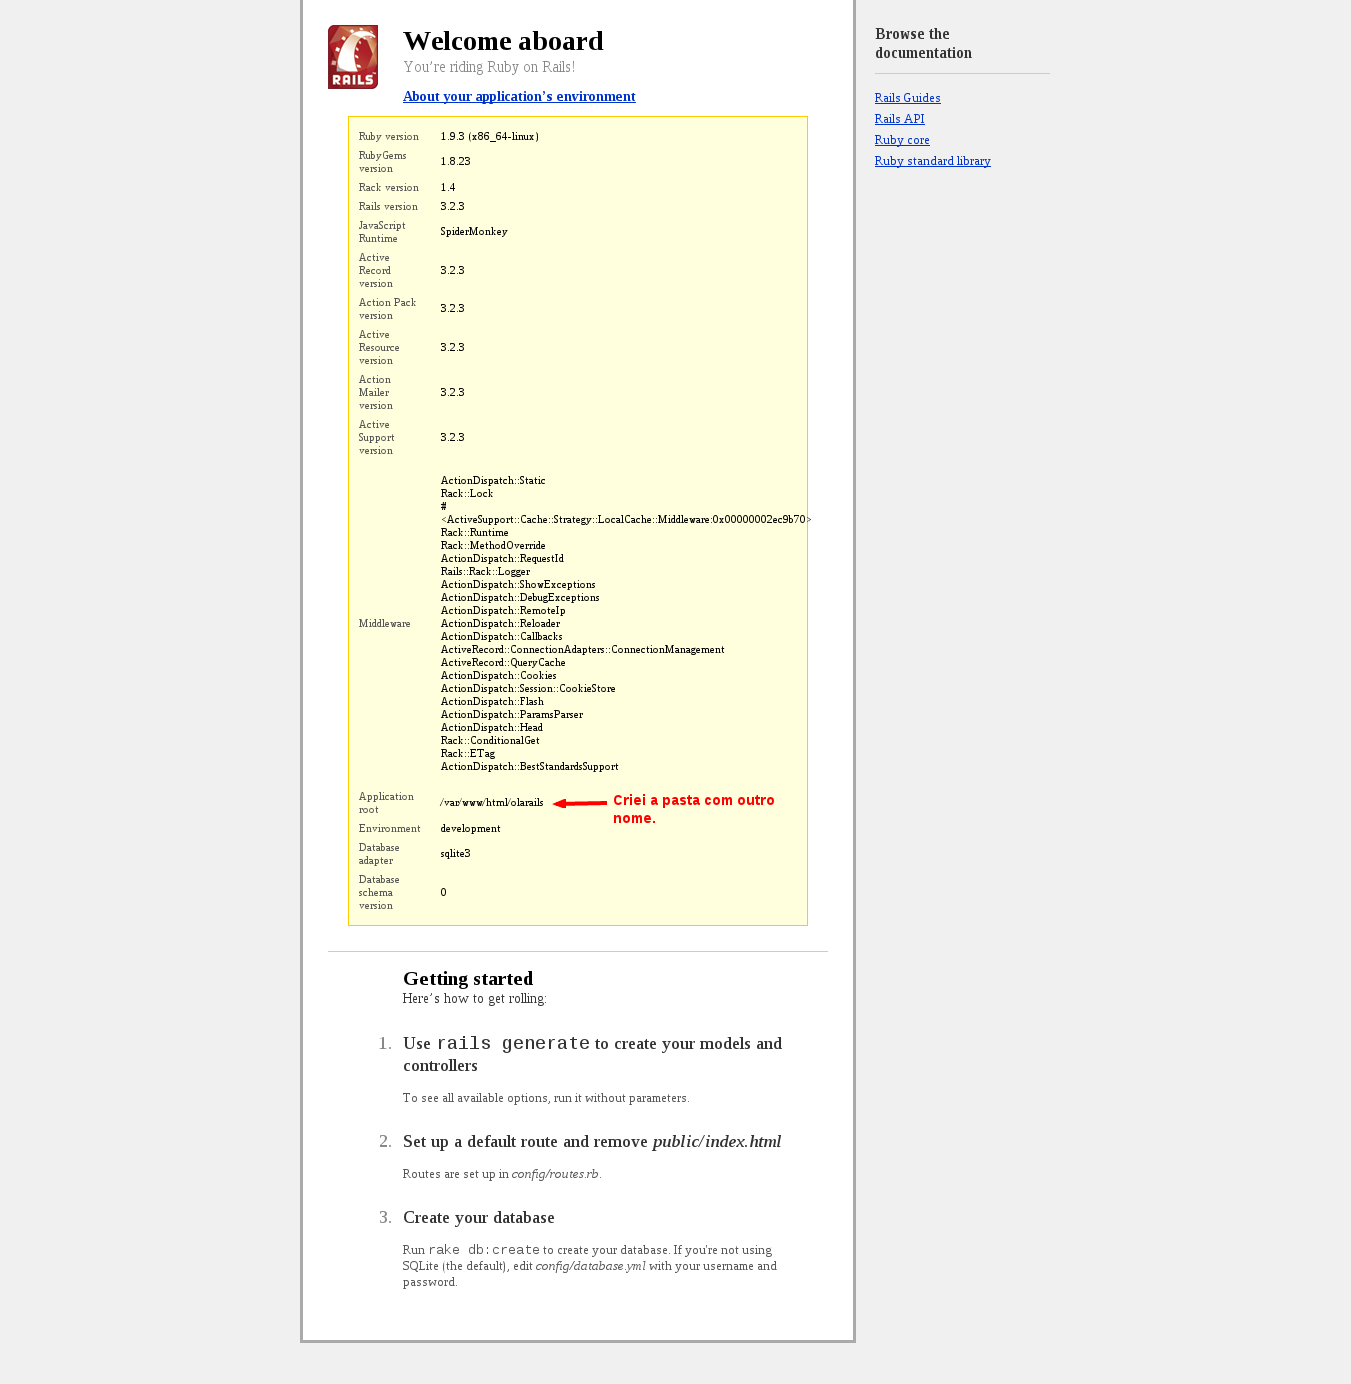 RAILS
Welcome aboard
You’re riding Ruby on Rails!
About your application’s environment
Ruby version 1.9.3 (x86_64-linux)
RubyGems
version 1.8.23
Rack version 1.4
Rails version 3.2.3
JavaScript
Runtime SpiderMonkey
Active
Record
version 3.2.3
Action Pack
version 3.2.3
Active
Resource
version 3.2.3
Action
Mailer
version 3.2.3
Active
Support
version 3.2.3
Middleware
ActionDispatch::Static
Rack::Lock
#
<ActiveSupport::Cache::Strategy::LocalCache::Middleware:0x00000002ec9b70>
Rack::Runtime
Rack::MethodOverride
ActionDispatch::RequestId
Rails::Rack::Logger
ActionDispatch::ShowExceptions
ActionDispatch::DebugExceptions
ActionDispatch::RemoteIp
ActionDispatch::Reloader
ActionDispatch::Callbacks
ActiveRecord::ConnectionAdapters::ConnectionManagement
ActiveRecord::QueryCache
ActionDispatch::Cookies
ActionDispatch::Session::CookieStore
ActionDispatch::Flash
ActionDispatch::ParamsParser
ActionDispatch::Head
Rack::ConditionalGet
Rack::ETag
ActionDispatch::BestStandardsSupport
Application
root /var/www/html/olarails
Criei a pasta com outro
nome.
Environment development
Database
adapter sqlite3
Database
schema
version 0
Getting started
Here’s how to get rolling:
1. Use rails generate to create your models and
controllers
To see all available options, run it without parameters.
2. Set up a default route and remove public/index.html
Routes are set up in config/routes.rb.
3. Create your database
Run rake db:create to create your database. If you're not using
SQLite (the default), edit config/database.yml with your username and
password.
Browse the
documentation
Rails Guides
Rails API
Ruby core
Ruby standard library